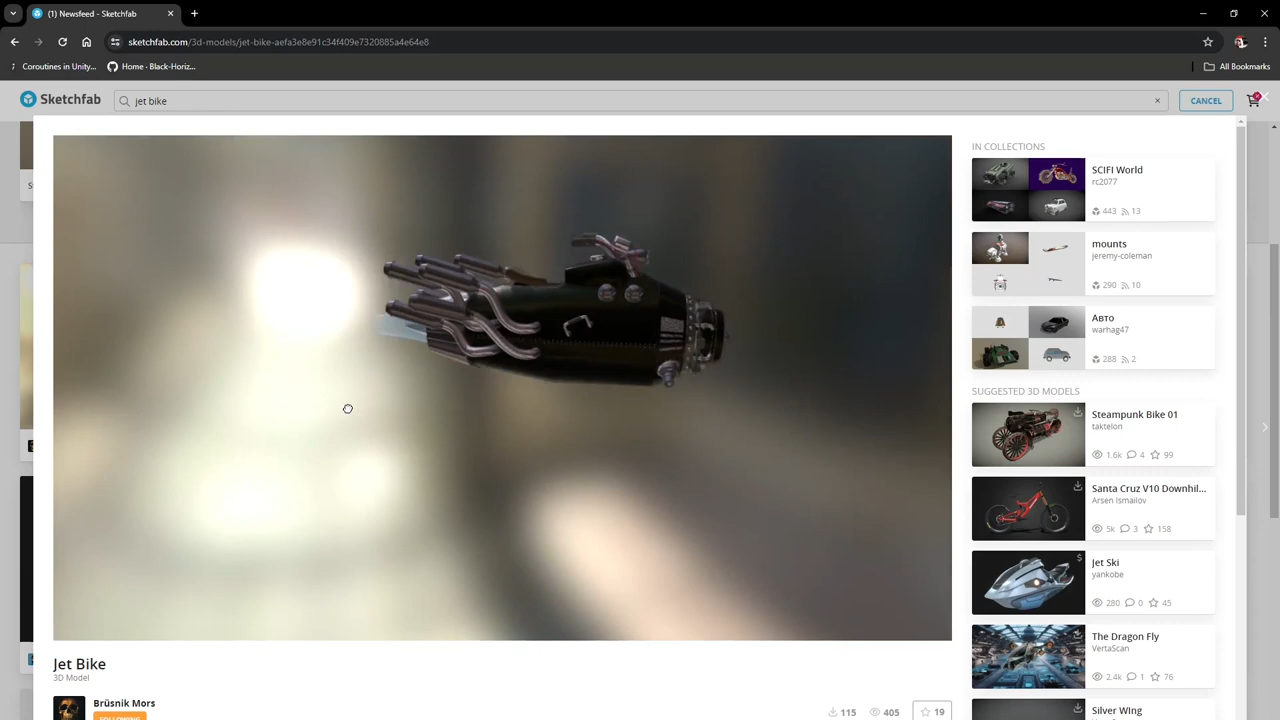 (1) Newsfeed - Sketchfab
sketchfab.com/3d-models/jet-bike-aefa3e8e91c34f409e7320885a4e64e8
Coroutines in Unity...
Home · Black-Horiz...
All Bookmarks
Sketchfab
jet bike
CANCEL
IN COLLECTIONS
SCIFI World
rc2077
443 13
mounts
jeremy-coleman
290 10
Авто
warhag47
288 2
SUGGESTED 3D MODELS
Steampunk Bike 01
taktelon
1.6k 4 99
Santa Cruz V10 Downhil...
Arsen Ismailov
5k 3 158
Jet Ski
yankobe
280 0 45
The Dragon Fly
VertaScan
2.4k 1 76
Silver WIng
Jet Bike
3D Model
Brüsnik Mors
FOLLOWING
115 405 19